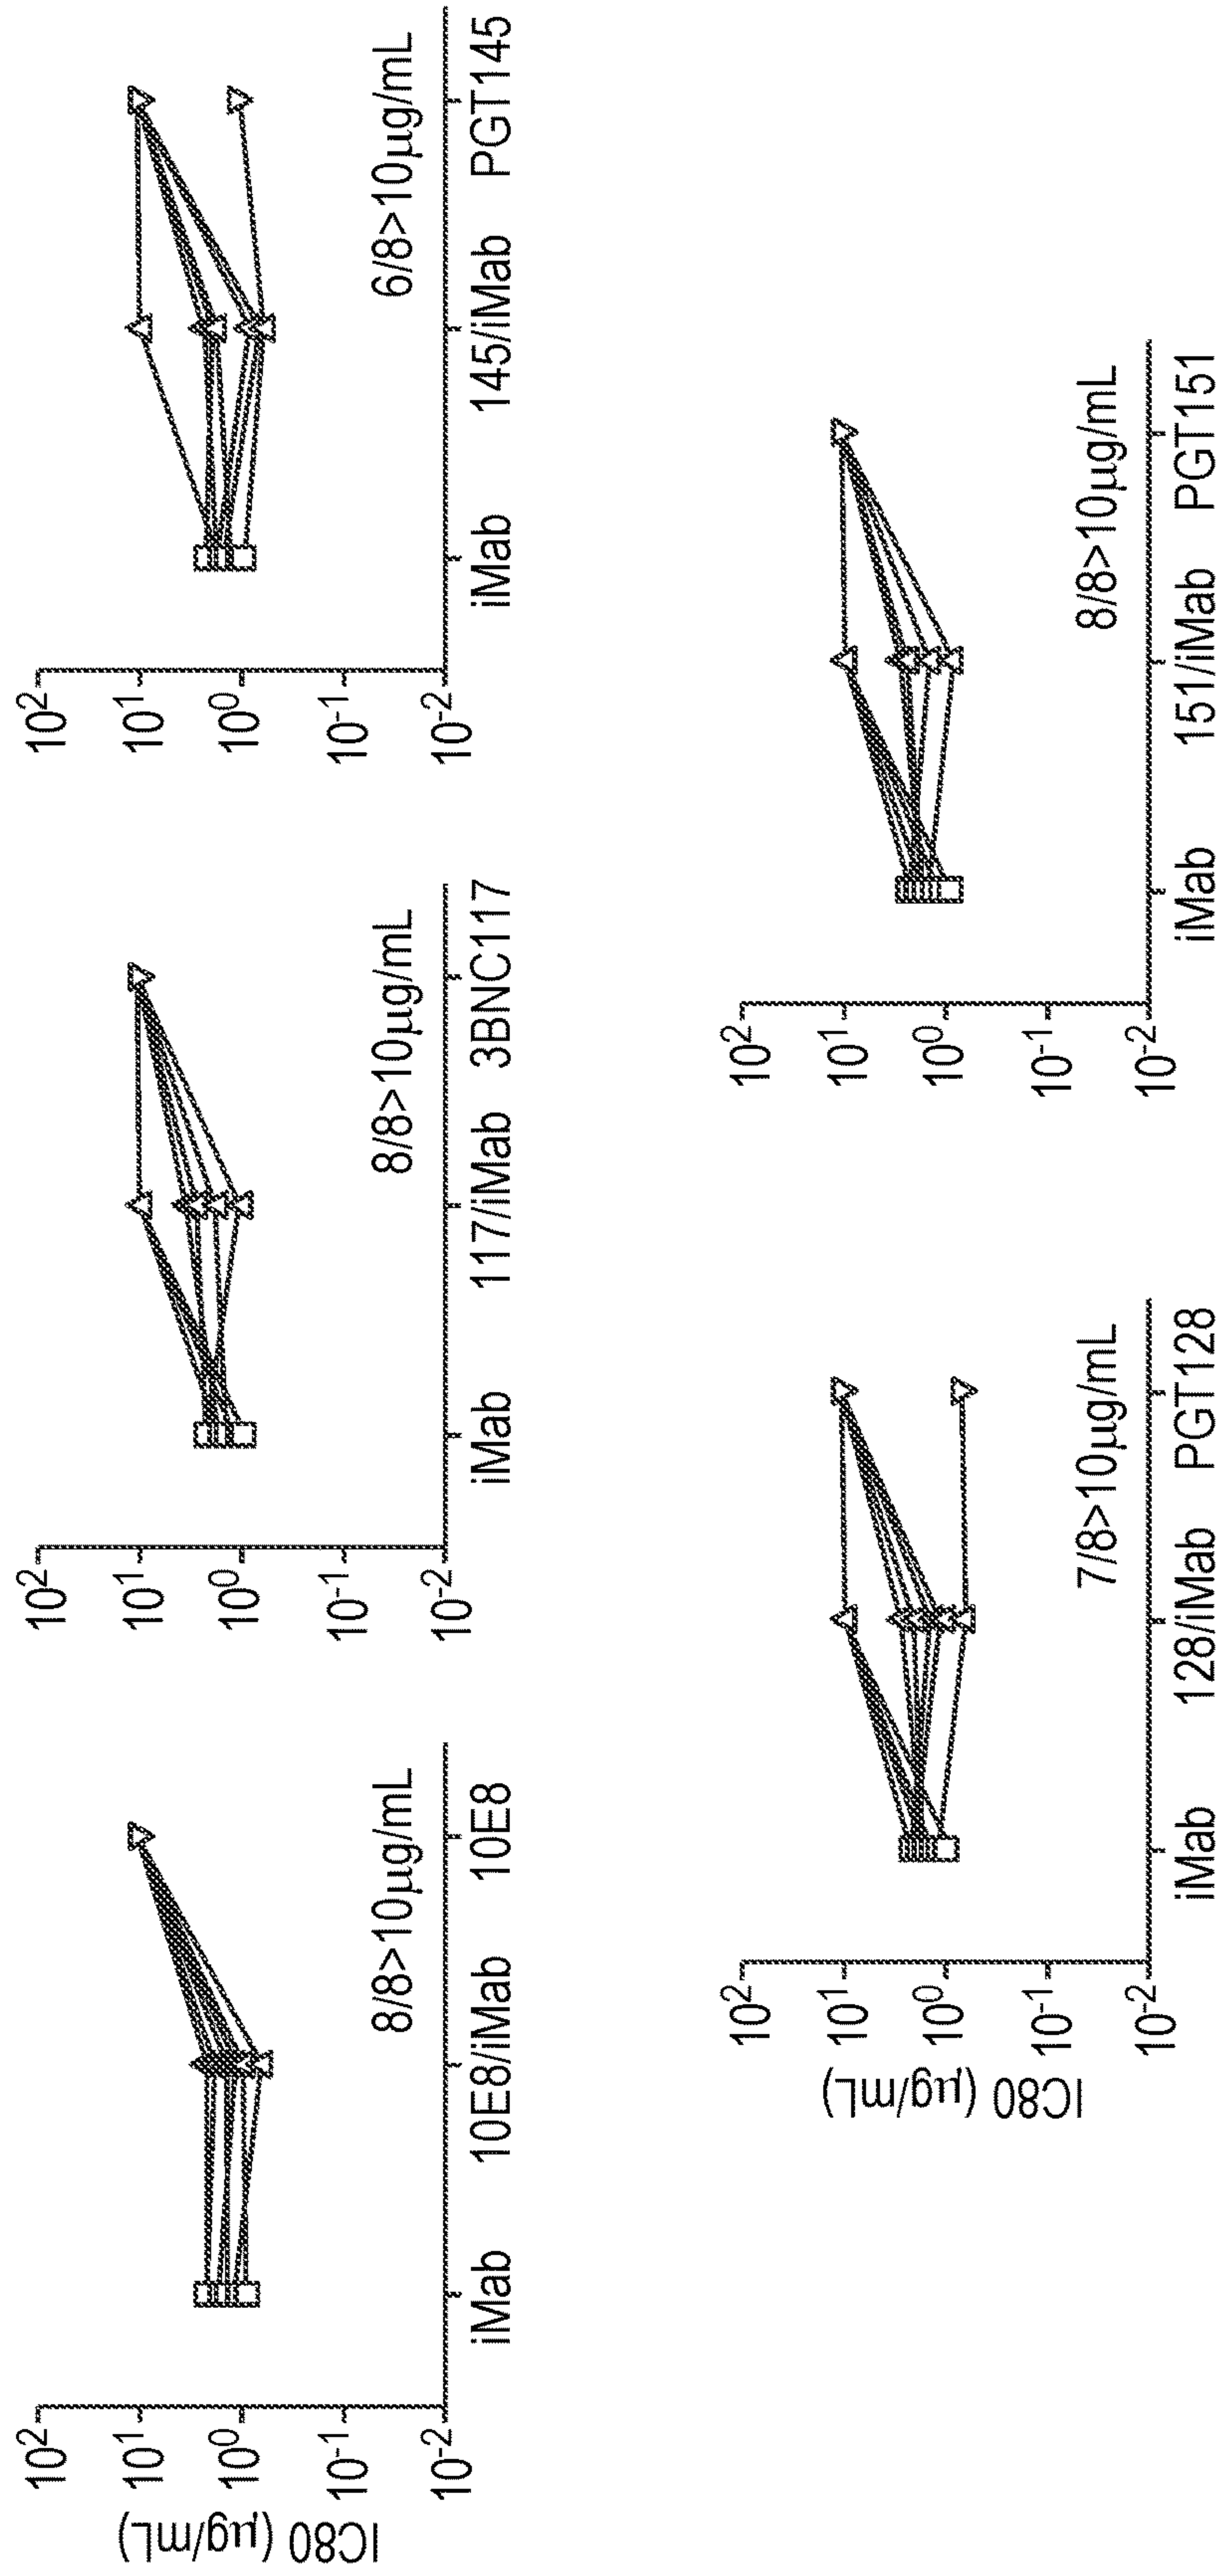 IC80 (µg/mL)
10²
10¹
10⁰
10⁻¹
10⁻²
8/8>10µg/mL
iMab 10E8/iMab 10E8
10²
10¹
10⁰
10⁻¹
10⁻²
8/8>10µg/mL
iMab 117/iMab 3BNC117
10²
10¹
10⁰
10⁻¹
10⁻²
6/8>10µg/mL
iMab 145/iMab PGT145
IC80 (µg/mL)
10²
10¹
10⁰
10⁻¹
10⁻²
7/8>10µg/mL
iMab 128/iMab PGT128
10²
10¹
10⁰
10⁻¹
10⁻²
8/8>10µg/mL
iMab 151/iMab PGT151